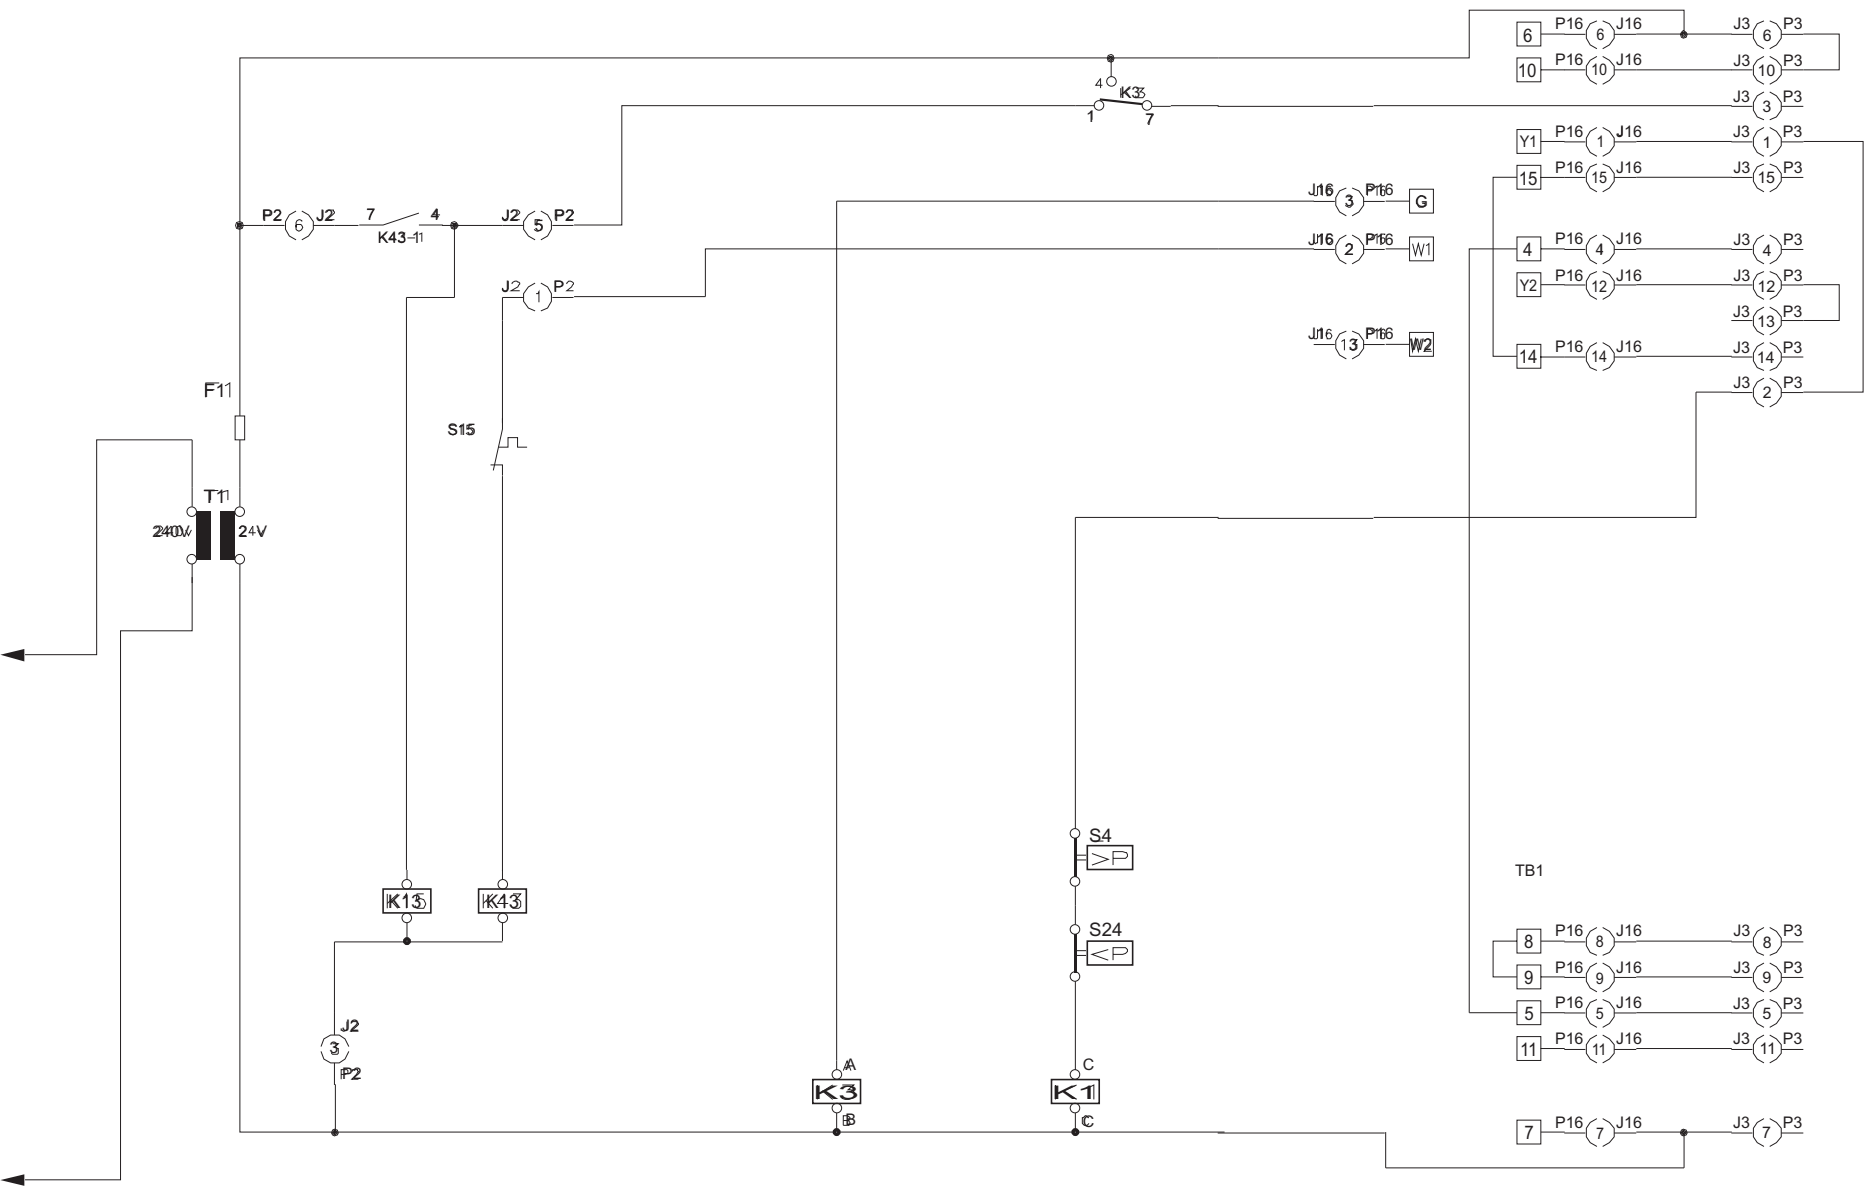 6 P16 6 J16 J3 6 P3
10 P16 10 J16 J3 10 P3
4
K3
1 7
J3 3 P3
Y1 P16 1 J16 J3 1 P3
15 P16 15 J16 J3 15 P3
J16 3 P16 G
P2 6 J2 7 4 J2 5 P2
K43-1
J16 2 P16 W1
4 P16 4 J16 J3 4 P3
Y2 P16 12 J16 J3 12 P3
J2 1 P2
J3 13 P3
J16 13 P16 W2
14 P16 14 J16 J3 14 P3
J3 2 P3
F11
S15
T11
240V 24V
S4
>P
TB1
K43
S24
<P
8 P16 8 J16 J3 8 P3
9 P16 9 J16 J3 9 P3
5 P16 5 J16 J3 5 P3
J2
3
P2
11 P16 11 J16 J3 11 P3
A C
K3 K1
B C
7 P16 7 J16 J3 7 P3